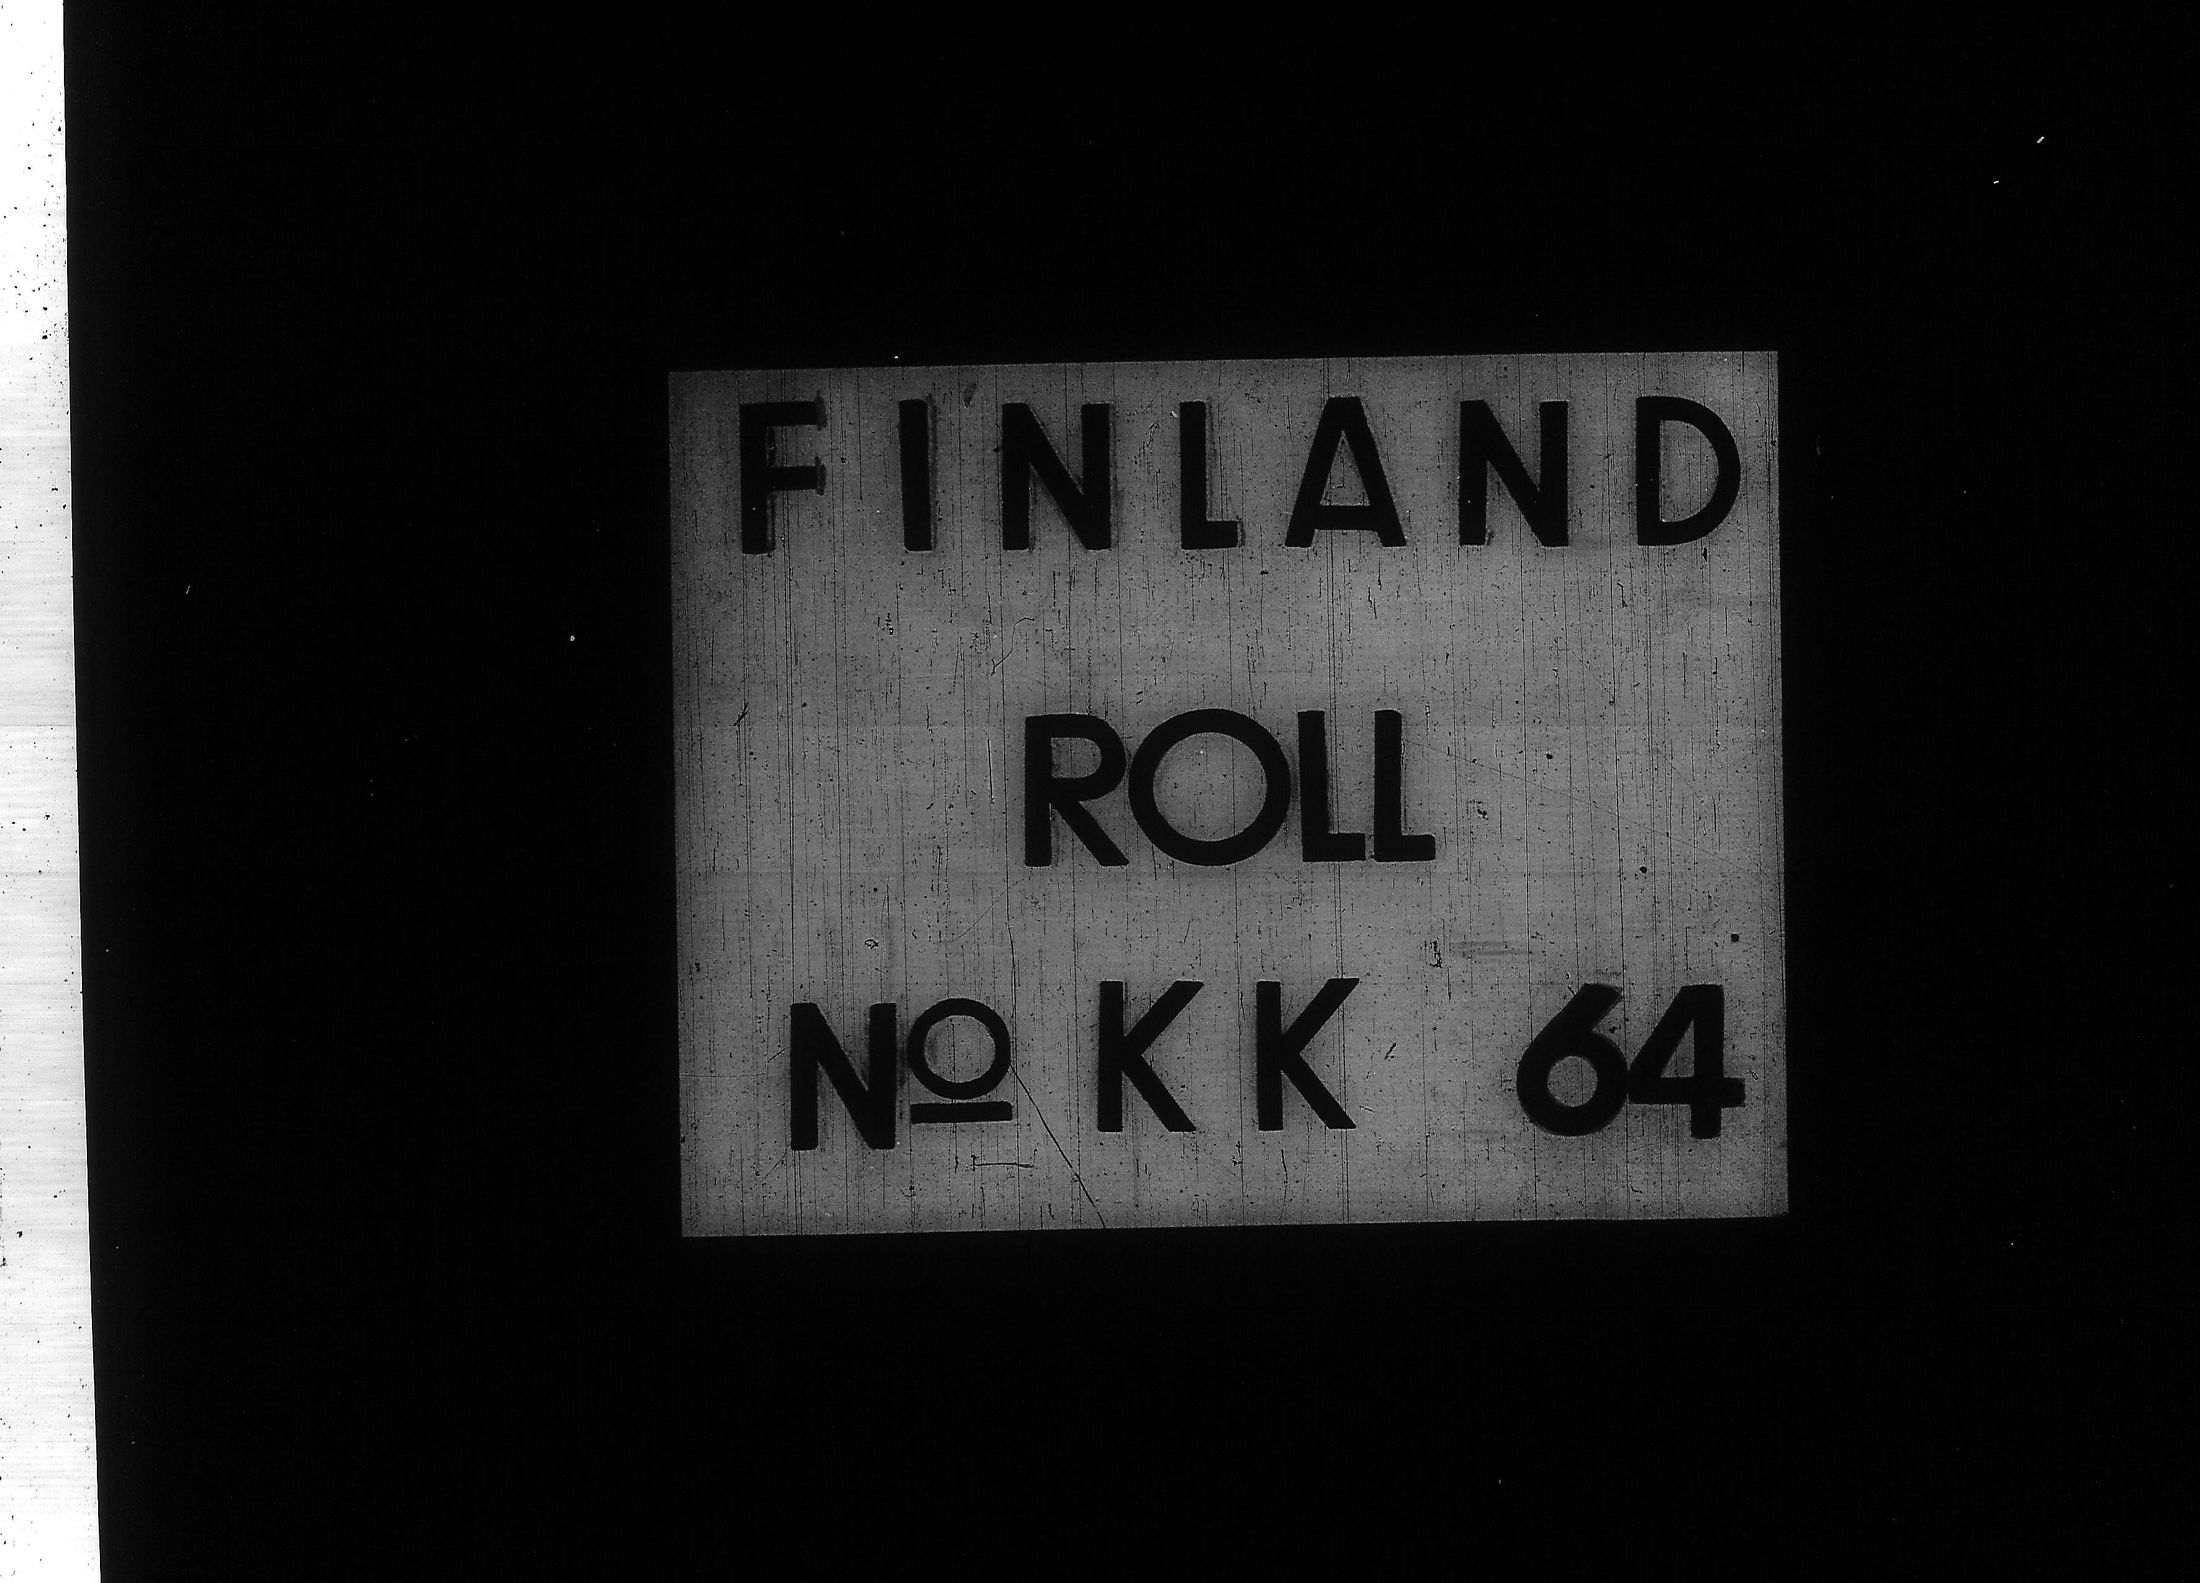 FINLAND
ROLL
Nº KK 64